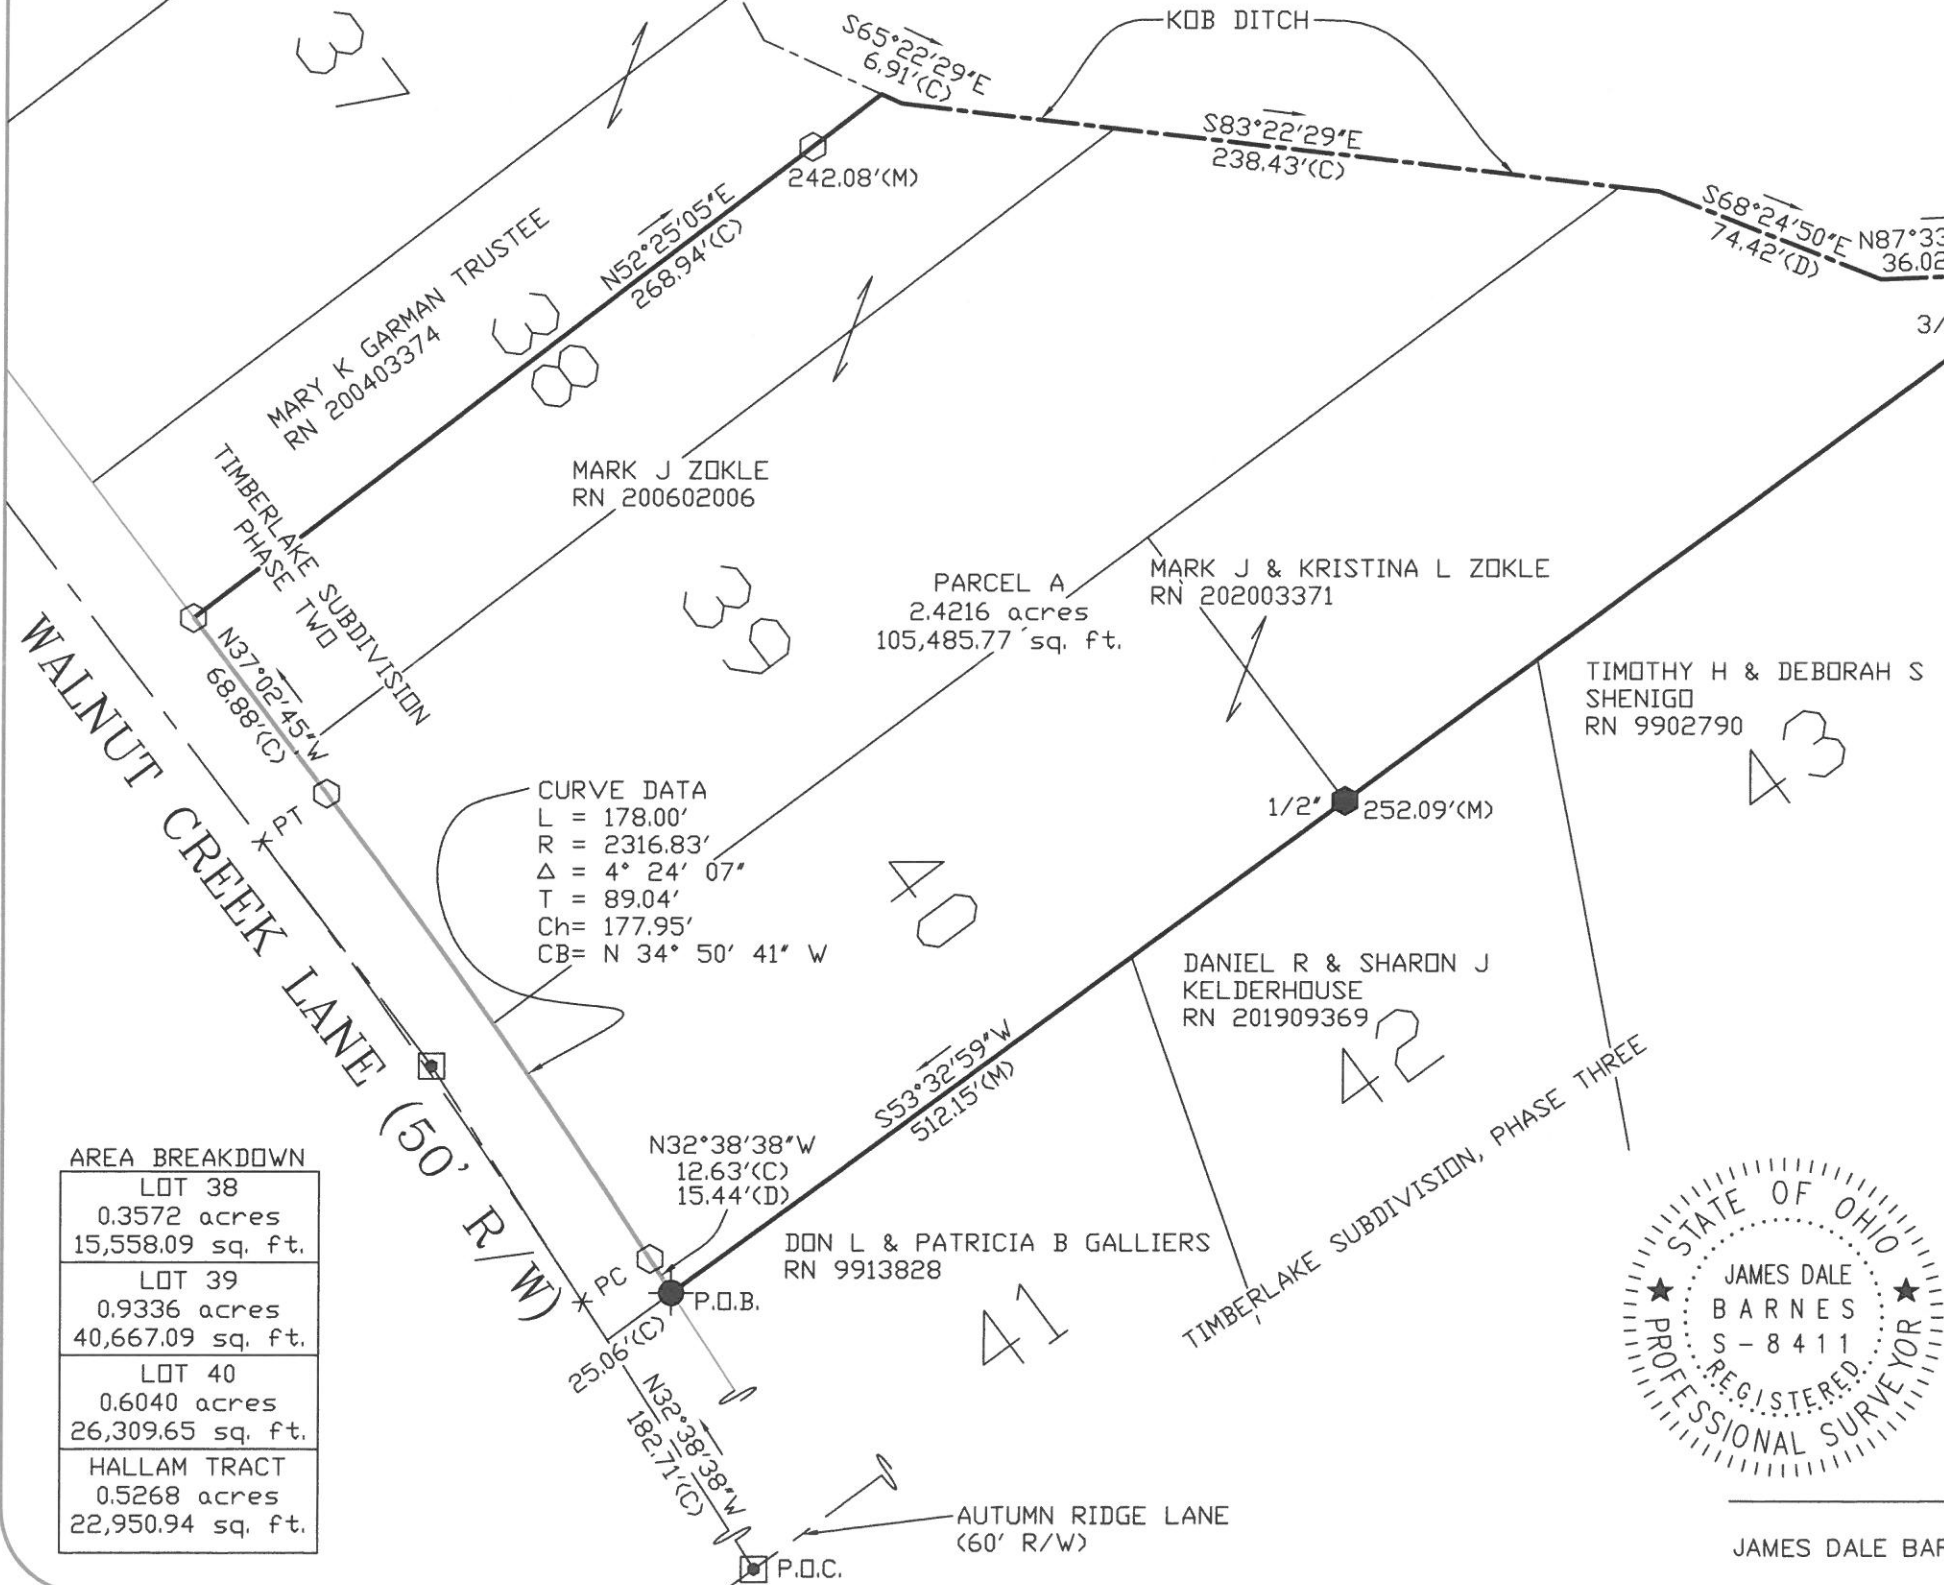 37
S65°22'29"E
6.91'(C)
KOB DITCH
S83°22'29"E
238.43'(C)
S68°24'50"E
74.42'(D)
N87°33
36.02
3/
242.08'(M)
N52°25'05"E
268.94'(C)
MARY K GARMAN TRUSTEE
RN 200403374
38
TIMBERLAKE SUBDIVISION
PHASE TWO
MARK J ZOKLE
RN 200602006
39
PARCEL A
2.4216 acres
105,485.77 sq. ft.
MARK J & KRISTINA L ZOKLE
RN 202003371
TIMOTHY H & DEBORAH S
SHENIGO
RN 9902790
43
N37°02'45"W
68.88'(C)
WALNUT CREEK LANE (50' R/W)
PT
CURVE DATA
L = 178.00'
R = 2316.83'
Δ = 4° 24' 07"
T = 89.04'
Ch= 177.95'
CB= N 34° 50' 41" W
1/2"
252.09'(M)
40
DANIEL R & SHARON J
KELDERHOUSE
RN 201909369
42
S53°32'59"W
512.15'(M)
TIMBERLAKE SUBDIVISION, PHASE THREE
N32°38'38"W
12.63'(C)
15.44'(D)
DON L & PATRICIA B GALLIERS
RN 9913828
41
PC
P.O.B.
25.06'(C)
N32°38'38"W
182.71'(C)
AUTUMN RIDGE LANE
(60' R/W)
P.O.C.
AREA BREAKDOWN
LOT 38
0.3572 acres
15,558.09 sq. ft.
LOT 39
0.9336 acres
40,667.09 sq. ft.
LOT 40
0.6040 acres
26,309.65 sq. ft.
HALLAM TRACT
0.5268 acres
22,950.94 sq. ft.
STATE OF OHIO
JAMES DALE
BARNES
S-8411
REGISTERED
PROFESSIONAL SURVEYOR
JAMES DALE BAR